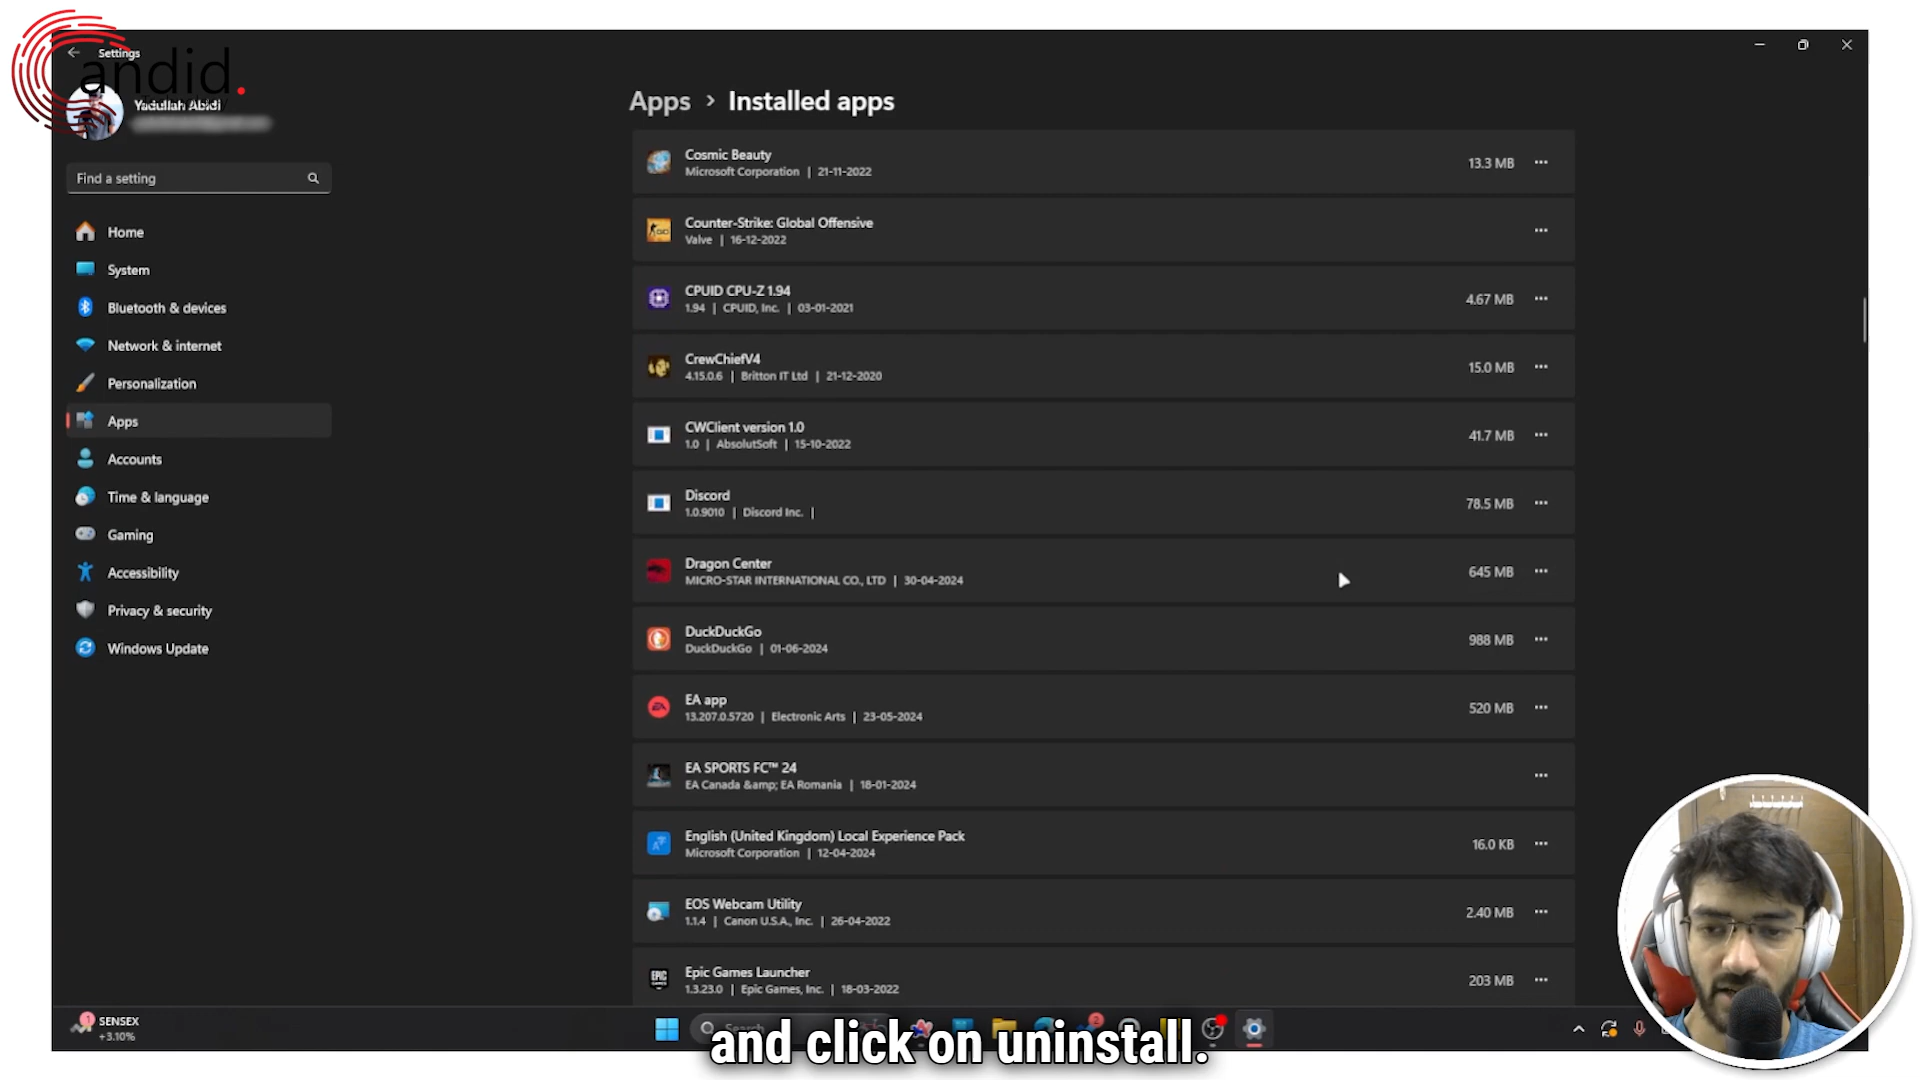 Settings
andid.
Yadullah Abidi
Find a setting
Home
System
Bluetooth & devices
Network & internet
Personalization
Apps
Accounts
Time & language
Gaming
Accessibility
Privacy & security
Windows Update
Apps > Installed apps
Cosmic Beauty
Microsoft Corporation | 21-11-2022
13.3 MB
Counter-Strike: Global Offensive
Valve | 16-12-2022
CPUID CPU-Z 1.94
1.94 | CPUID, Inc. | 03-01-2021
4.67 MB
CrewChiefV4
4.15.0.6 | Britton IT Ltd | 21-12-2020
15.0 MB
CWClient version 1.0
1.0 | AbsolutSoft | 15-10-2022
41.7 MB
Discord
1.0.9010 | Discord Inc. |
78.5 MB
Dragon Center
MICRO-STAR INTERNATIONAL CO., LTD | 30-04-2024
645 MB
DuckDuckGo
DuckDuckGo | 01-06-2024
988 MB
EA app
13.207.0.5720 | Electronic Arts | 23-05-2024
520 MB
EA SPORTS FC™ 24
EA Canada &amp; EA Romania | 18-01-2024
English (United Kingdom) Local Experience Pack
Microsoft Corporation | 12-04-2024
16.0 KB
EOS Webcam Utility
1.1.4 | Canon U.S.A., Inc. | 26-04-2022
2.40 MB
EPIC
Epic Games Launcher
1.3.23.0 | Epic Games, Inc. | 18-03-2022
203 MB
1
SENSEX
+3.10%
Search
2
and click on uninstall.